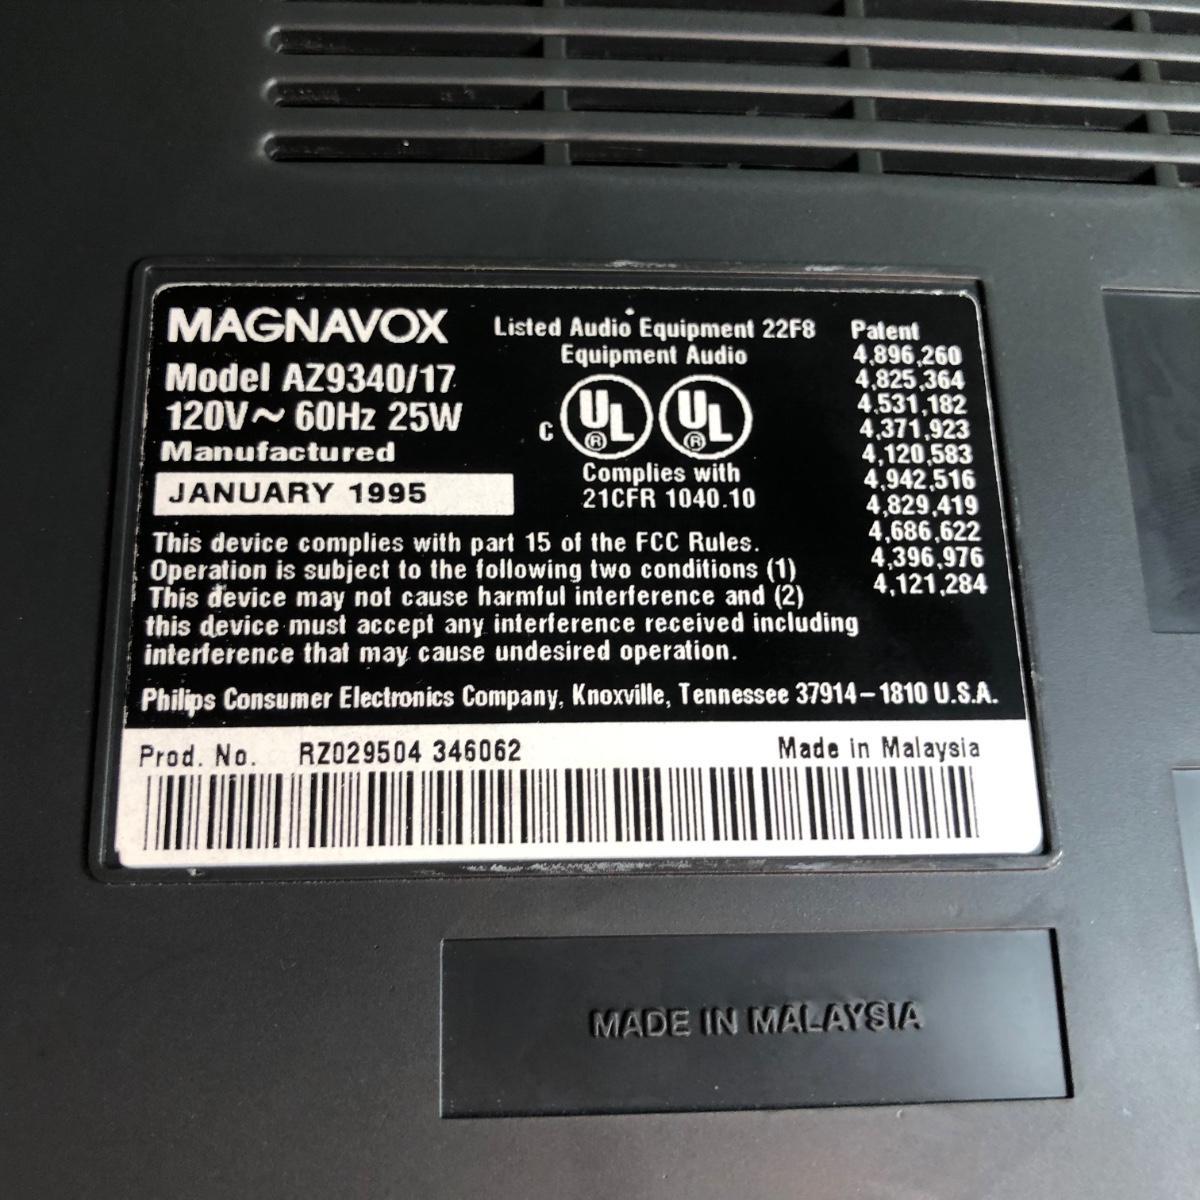 MAGNAVOX
Model AZ9340/17
120V~ 60Hz 25W
Manufactured
JANUARY 1995
Listed Audio Equipment 22F8
Equipment Audio
C UL® UL®
Complies with
21CFR 1040.10
Patent
4,896,260
4,825,364
4,531,182
4,371,923
4,120,583
4,942,516
4,829,419
4,686,622
4,396,976
4,121,284
This device complies with part 15 of the FCC Rules.
Operation is subject to the following two conditions (1)
This device may not cause harmful interference and (2)
this device must accept any interference received including
interference that may cause undesired operation.
Philips Consumer Electronics Company, Knoxville, Tennessee 37914-1810 U.S.A.
Prod. No. RZ029504 346062 Made in Malaysia
MADE IN MALAYSIA